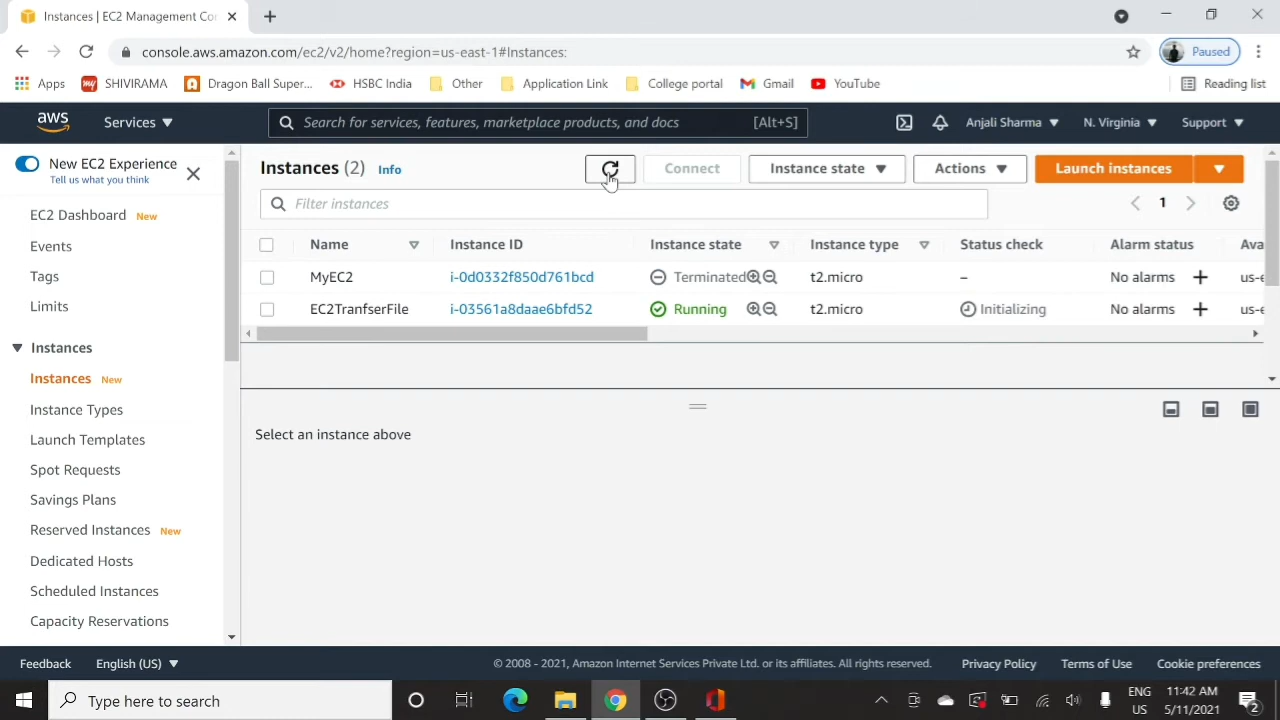 Instances | EC2 Management Con
console.aws.amazon.com/ec2/v2/home?region=us-east-1#Instances:
Paused
Apps
my SHIVIRAMA
Dragon Ball Super...
HSBC India
Other
Application Link
College portal
Gmail
YouTube
Reading list
aws
Services
Search for services, features, marketplace products, and docs
[Alt+S]
Anjali Sharma
N. Virginia
Support
New EC2 Experience
Tell us what you think
EC2 Dashboard New
Events
Tags
Limits
Instances
Instances New
Instance Types
Launch Templates
Spot Requests
Savings Plans
Reserved Instances New
Dedicated Hosts
Scheduled Instances
Capacity Reservations
Instances (2) Info
Connect
Instance state
Actions
Launch instances
Filter instances
1
Name Instance ID Instance state Instance type Status check Alarm status Ava
MyEC2 i-0d0332f850d761bcd Terminated t2.micro – No alarms + us-e
EC2TranfserFile i-03561a8daae6bfd52 Running t2.micro Initializing No alarms + us-e
Select an instance above
Feedback
English (US)
© 2008 - 2021, Amazon Internet Services Private Ltd. or its affiliates. All rights reserved.
Privacy Policy
Terms of Use
Cookie preferences
Type here to search
ENG
US
11:42 AM
5/11/2021
2